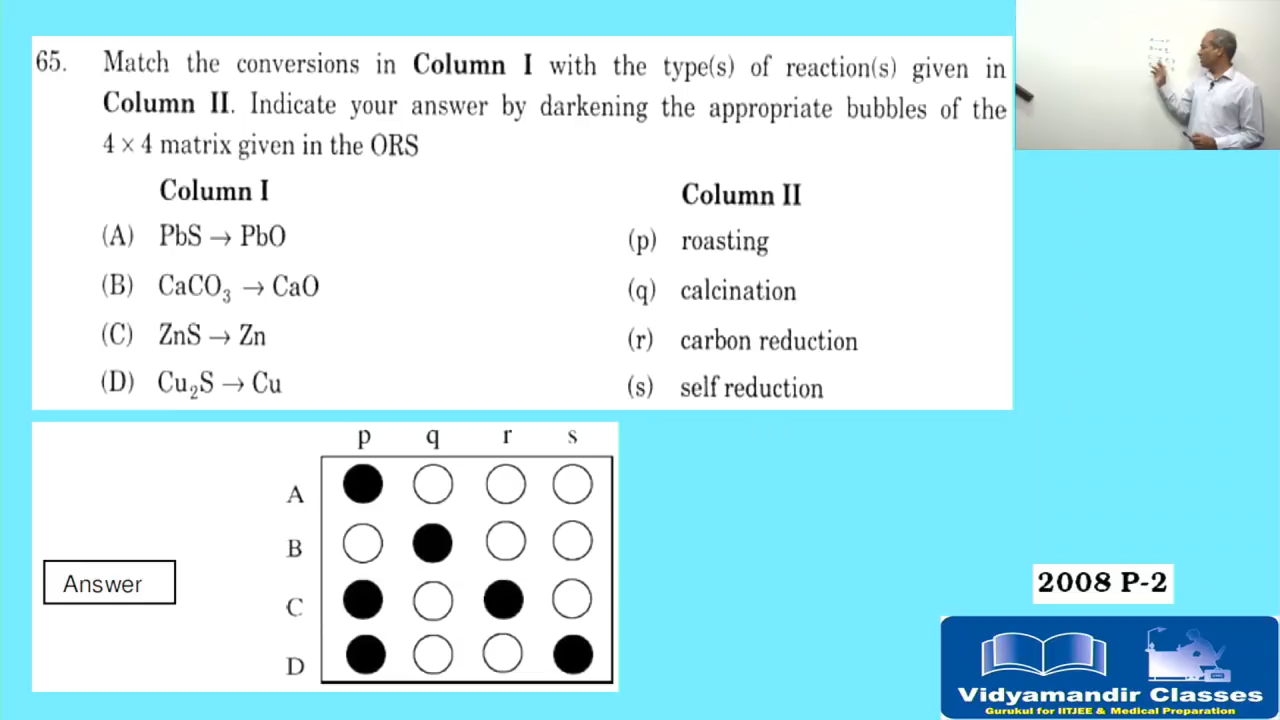 65. Match the conversions in Column I with the type(s) of reaction(s) given in
Column II. Indicate your answer by darkening the appropriate bubbles of the
4 × 4 matrix given in the ORS
Column I
Column II
(A) PbS → PbO
(p) roasting
(B) CaCO₃ → CaO
(q) calcination
(C) ZnS → Zn
(r) carbon reduction
(D) Cu₂S → Cu
(s) self reduction
p q r s
A
B
C
D
Answer
2008 P-2
Vidyamandir Classes
Gurukul for IITJEE & Medical Preparation